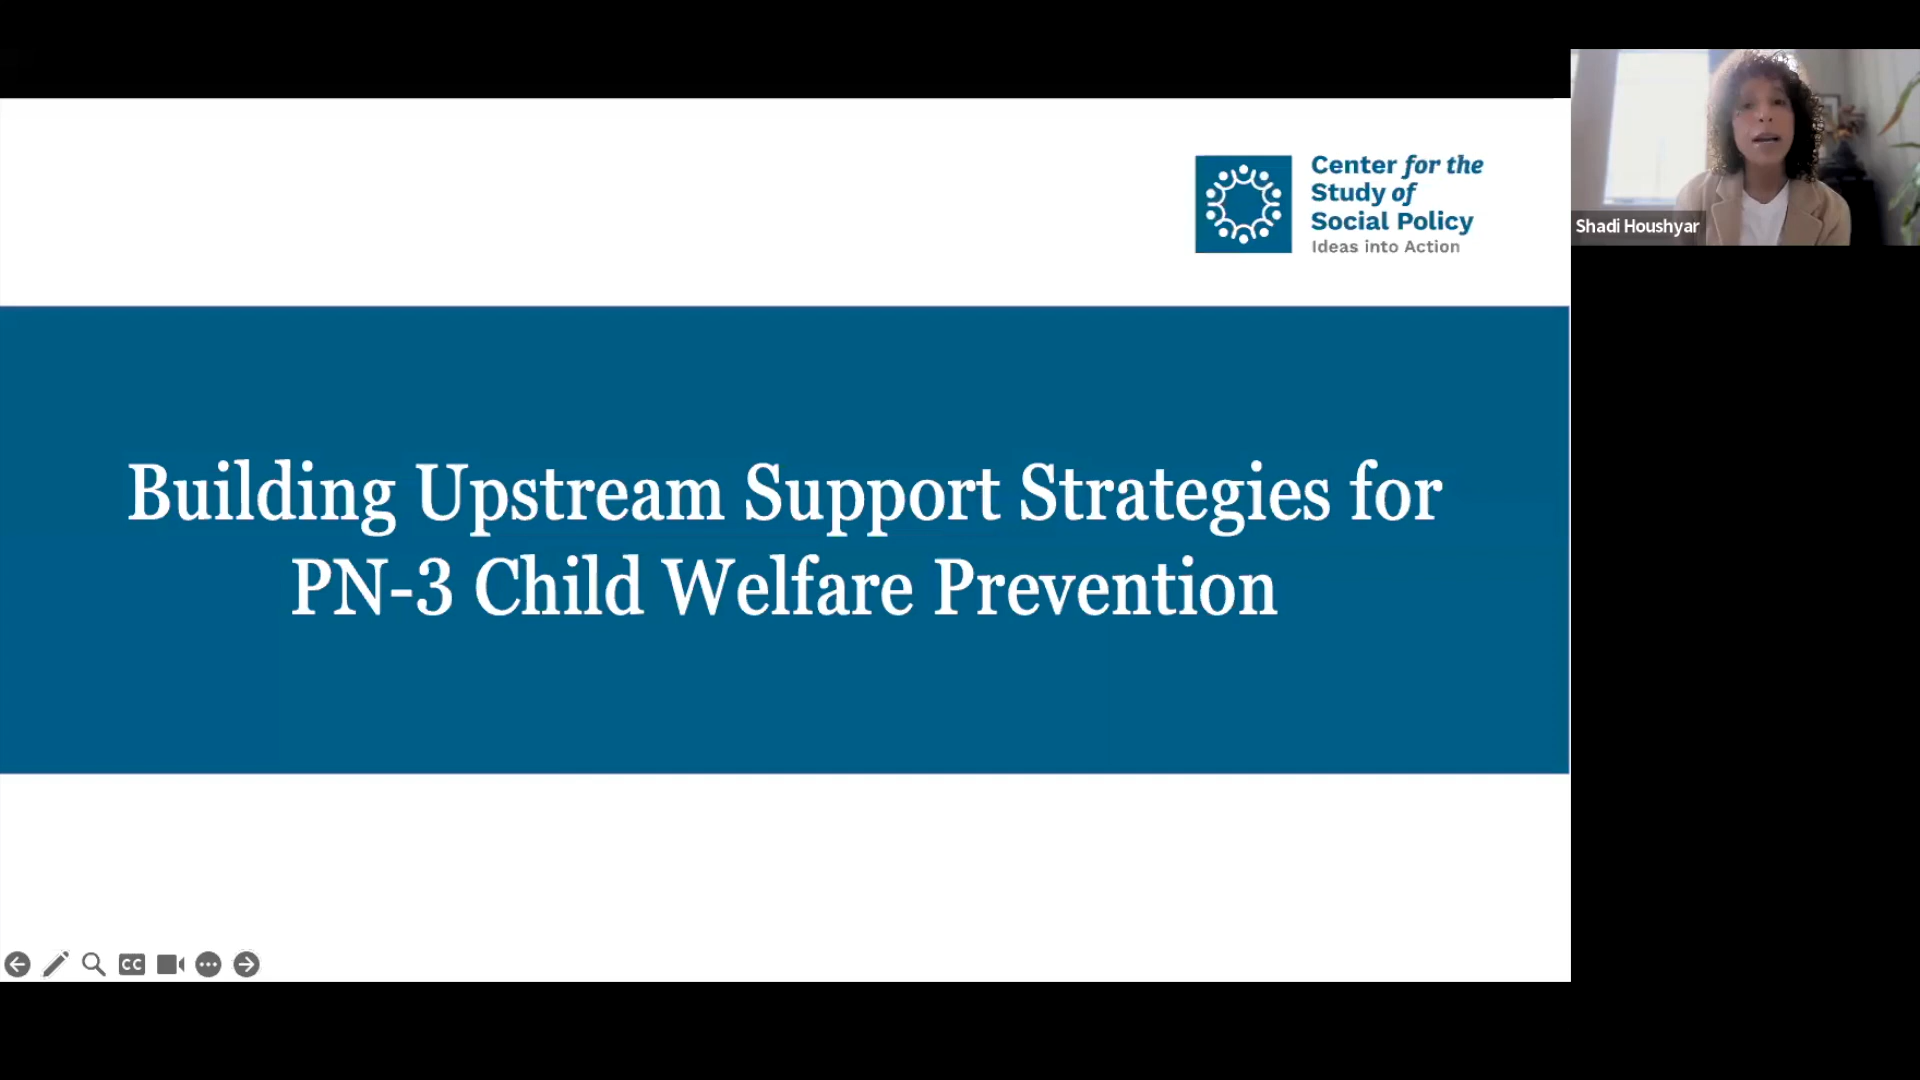 Center for the
Study of
Social Policy
Ideas into Action
Shadi Houshyar
Building Upstream Support Strategies for
PN-3 Child Welfare Prevention
CC